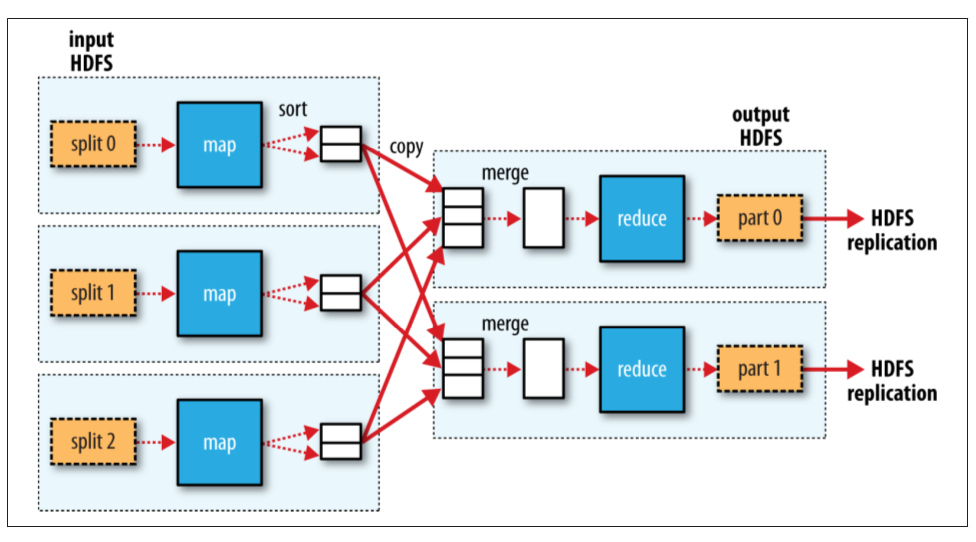 input
HDFS
split 0
map
sort
copy
split 1
map
split 2
map
output
HDFS
merge
reduce
part 0
HDFS
replication
merge
reduce
part 1
HDFS
replication